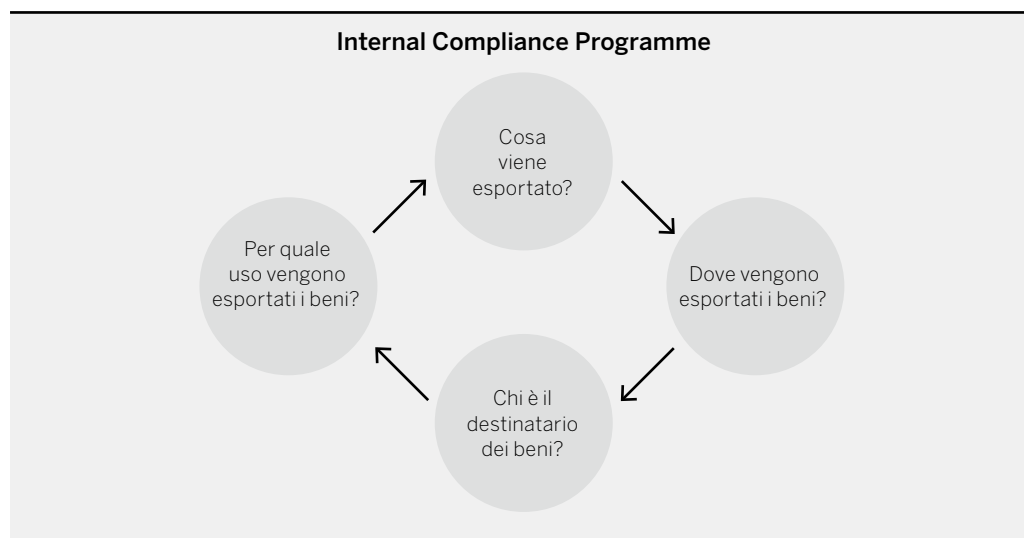 Internal Compliance Programme
Cosa
viene
esportato?
Per quale
uso vengono
esportati i beni?
Dove vengono
esportati i beni?
Chi è il
destinatario
dei beni?